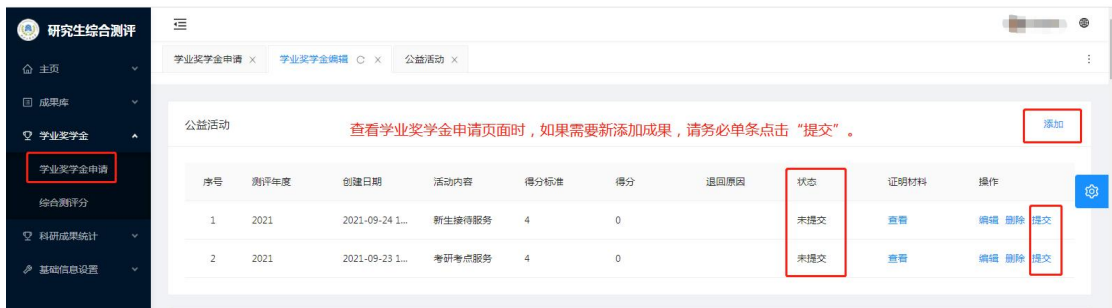 研究生综合测评
主页
成果库
学业奖学金
学业奖学金申请
综合测评分
科研成果统计
基础信息设置
学业奖学金申请 × 学业奖学金编辑 C × 公益活动 ×
公益活动 查看学业奖学金申请页面时，如果需要新添加成果，请务必单条点击“提交”。 添加
序号 测评年度 创建日期 活动内容 得分标准 得分 退回原因 状态 证明材料 操作
1 2021 2021-09-24 1... 新生接待服务 4 0 未提交 查看 编辑 删除 提交
2 2021 2021-09-23 1... 考研考点服务 4 0 未提交 查看 编辑 删除 提交